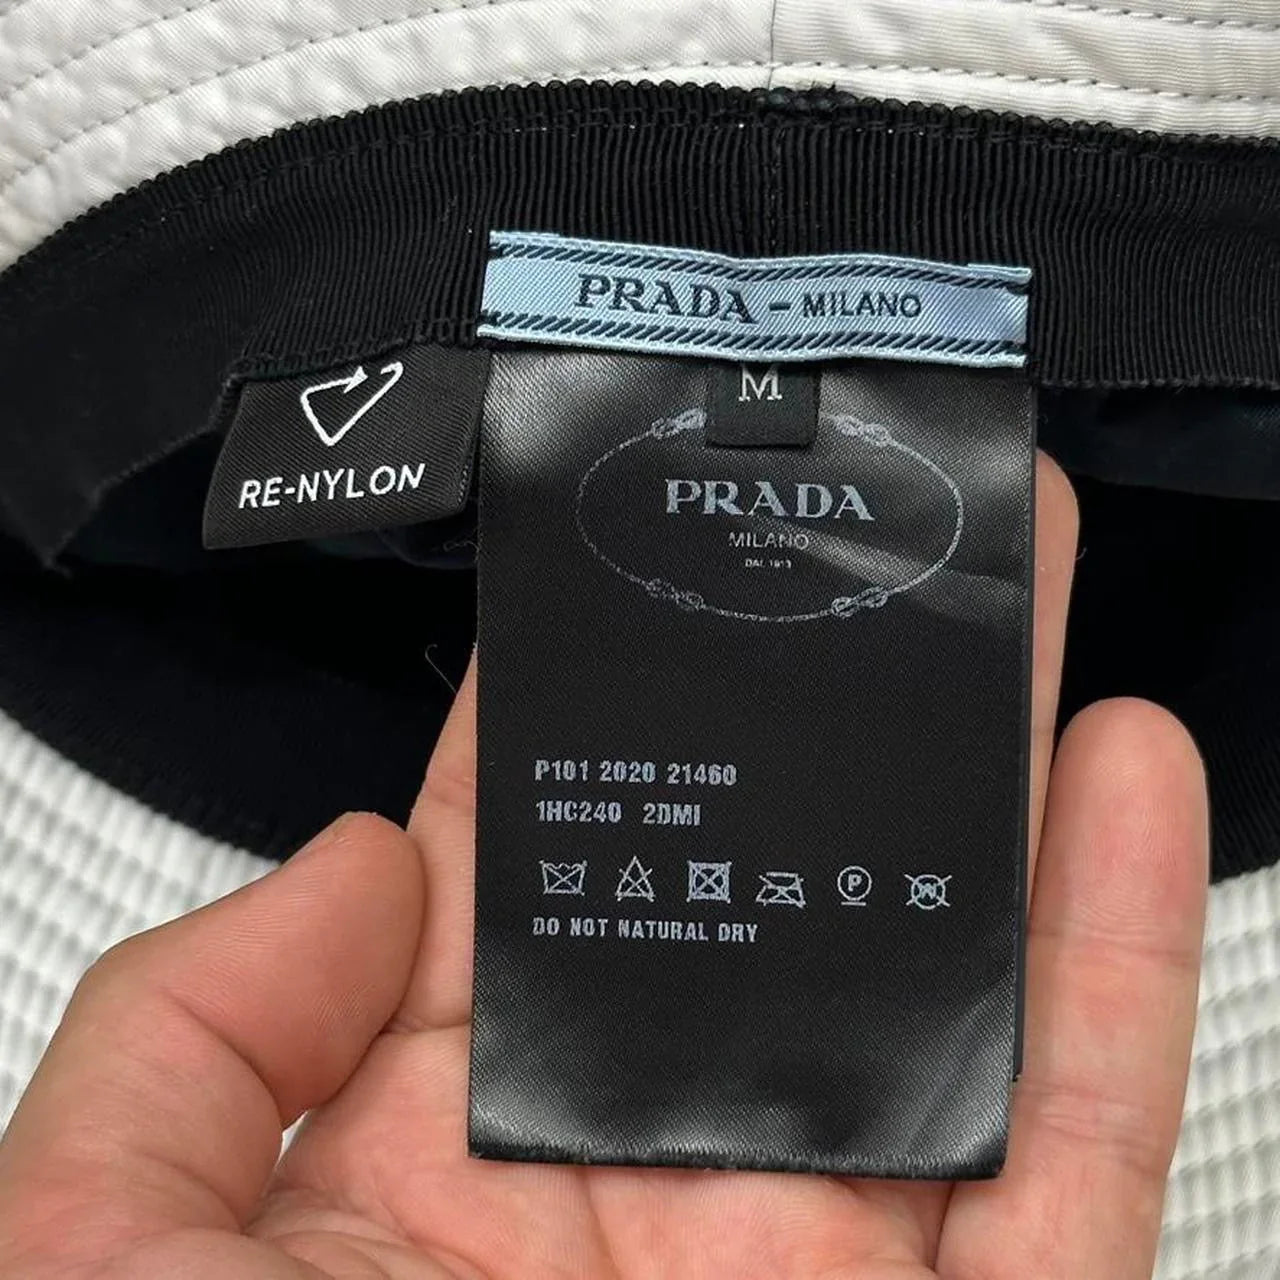 PRADA - MILANO
M
RE-NYLON
PRADA
MILANO
DAL 1913
P101 2020 21460
1HC240 2DMI
P
W
DO NOT NATURAL DRY